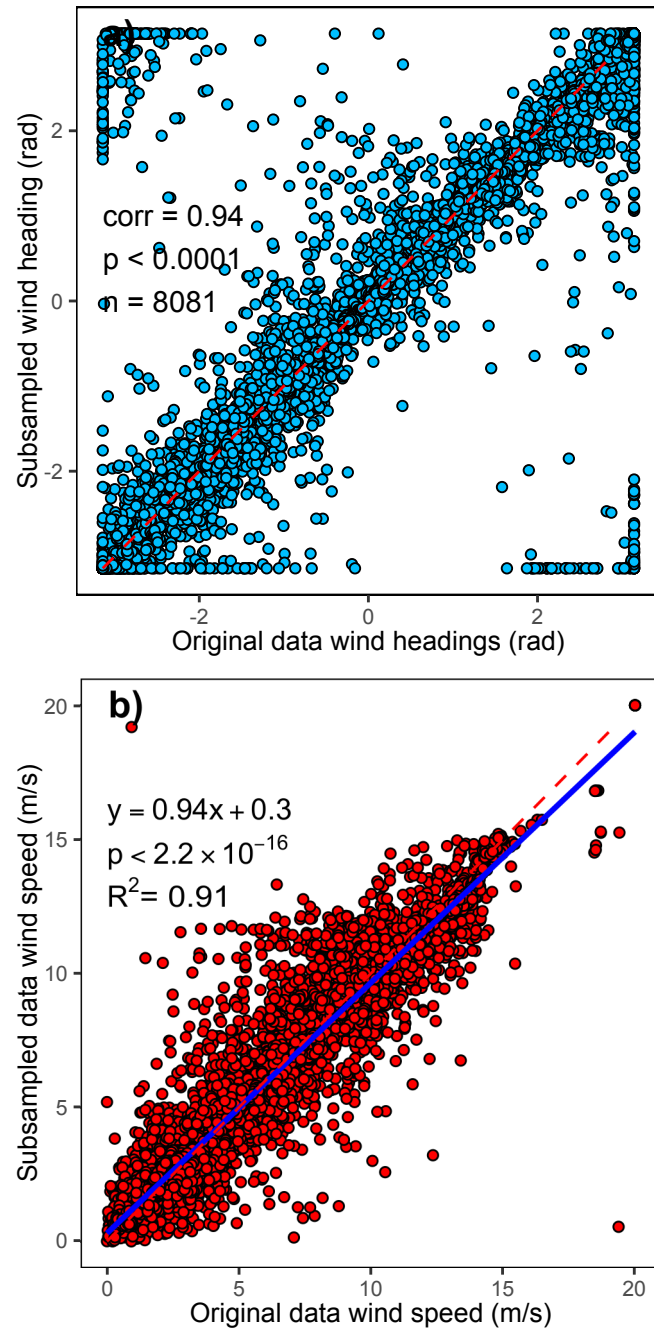 a)
2
0
-2
Subsampled wind heading (rad)
corr = 0.94
p < 0.0001
n = 8081
-2
0
2
Original data wind headings (rad)
b)
20
15
10
5
0
Subsampled data wind speed (m/s)
y = 0.94x + 0.3
p < 2.2 × 10⁻¹⁶
R² = 0.91
0
5
10
15
20
Original data wind speed (m/s)